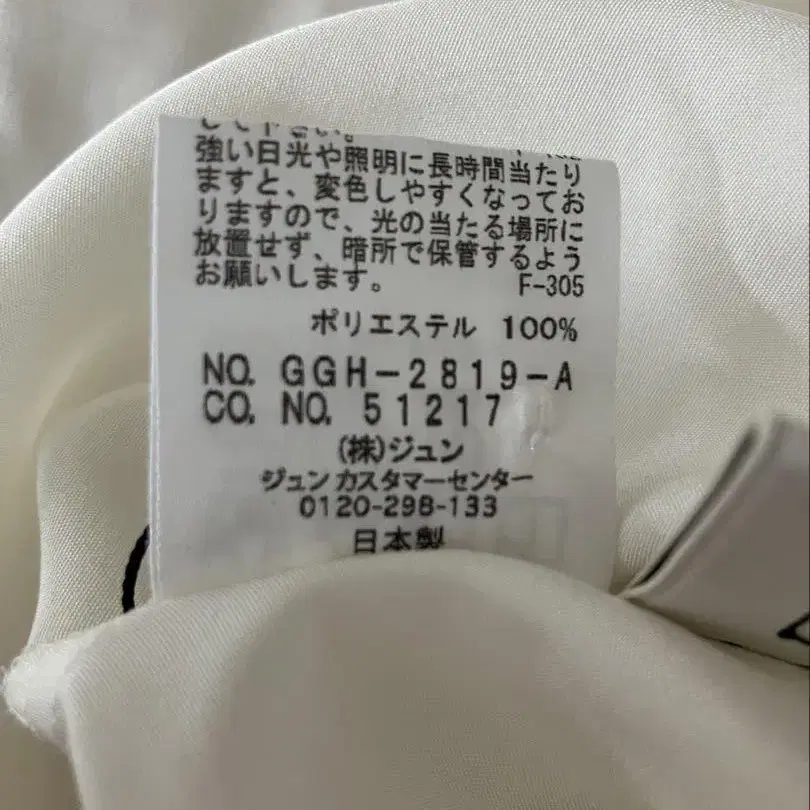 して下さい。
強い日光や照明に長時間当たり
ますと、変色しやすくなってお
りますので、光の当たる場所に
放置せず、暗所で保管するよう
お願いします。 F-305
ポリエステル 100%
NO. GGH-2819-A
CO. NO. 51217
(株)ジュン
ジュンカスタマーセンター
0120-298-133
日本製